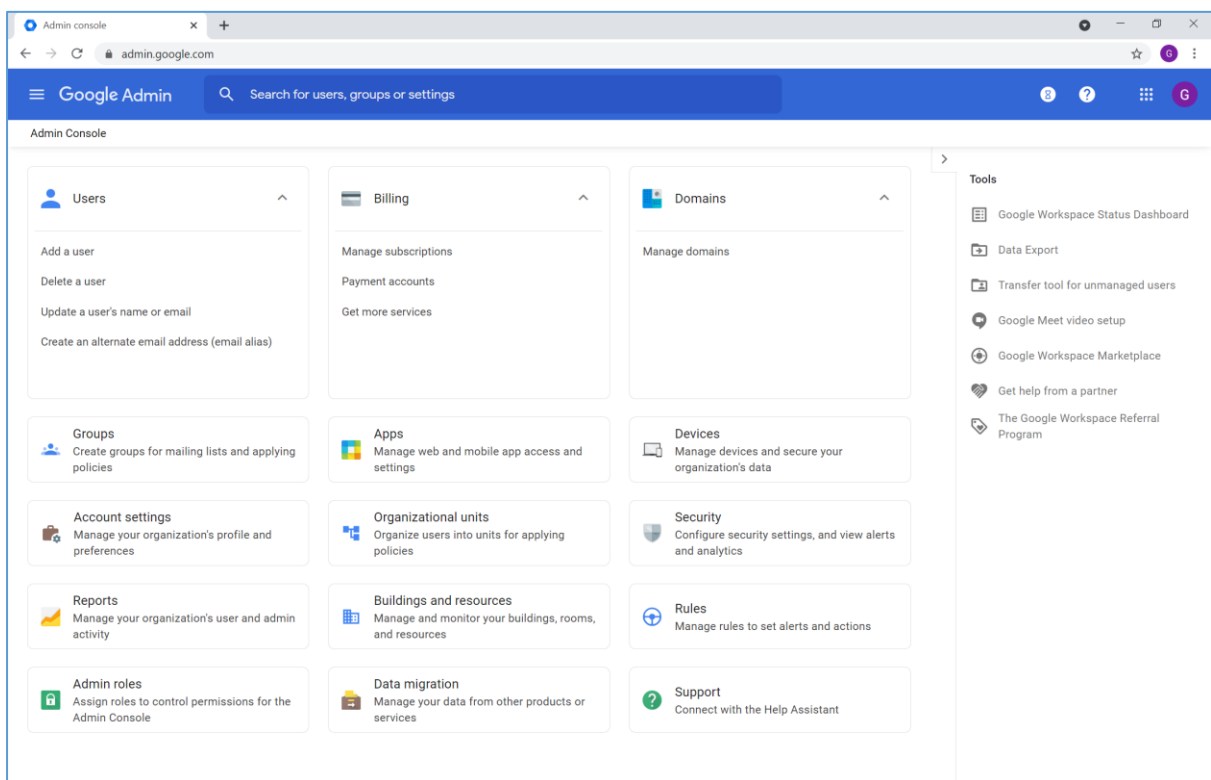 Admin console
admin.google.com
G
Google Admin
Search for users, groups or settings
8
?
G
Admin Console
Users
Add a user
Delete a user
Update a user's name or email
Create an alternate email address (email alias)
Billing
Manage subscriptions
Payment accounts
Get more services
Domains
Manage domains
Groups
Create groups for mailing lists and applying
policies
Apps
Manage web and mobile app access and
settings
Devices
Manage devices and secure your
organization's data
Account settings
Manage your organization's profile and
preferences
Organizational units
Organize users into units for applying
policies
Security
Configure security settings, and view alerts
and analytics
Reports
Manage your organization's user and admin
activity
Buildings and resources
Manage and monitor your buildings, rooms,
and resources
Rules
Manage rules to set alerts and actions
Admin roles
Assign roles to control permissions for the
Admin Console
Data migration
Manage your data from other products or
services
Support
Connect with the Help Assistant
Tools
Google Workspace Status Dashboard
Data Export
Transfer tool for unmanaged users
Google Meet video setup
Google Workspace Marketplace
Get help from a partner
The Google Workspace Referral
Program